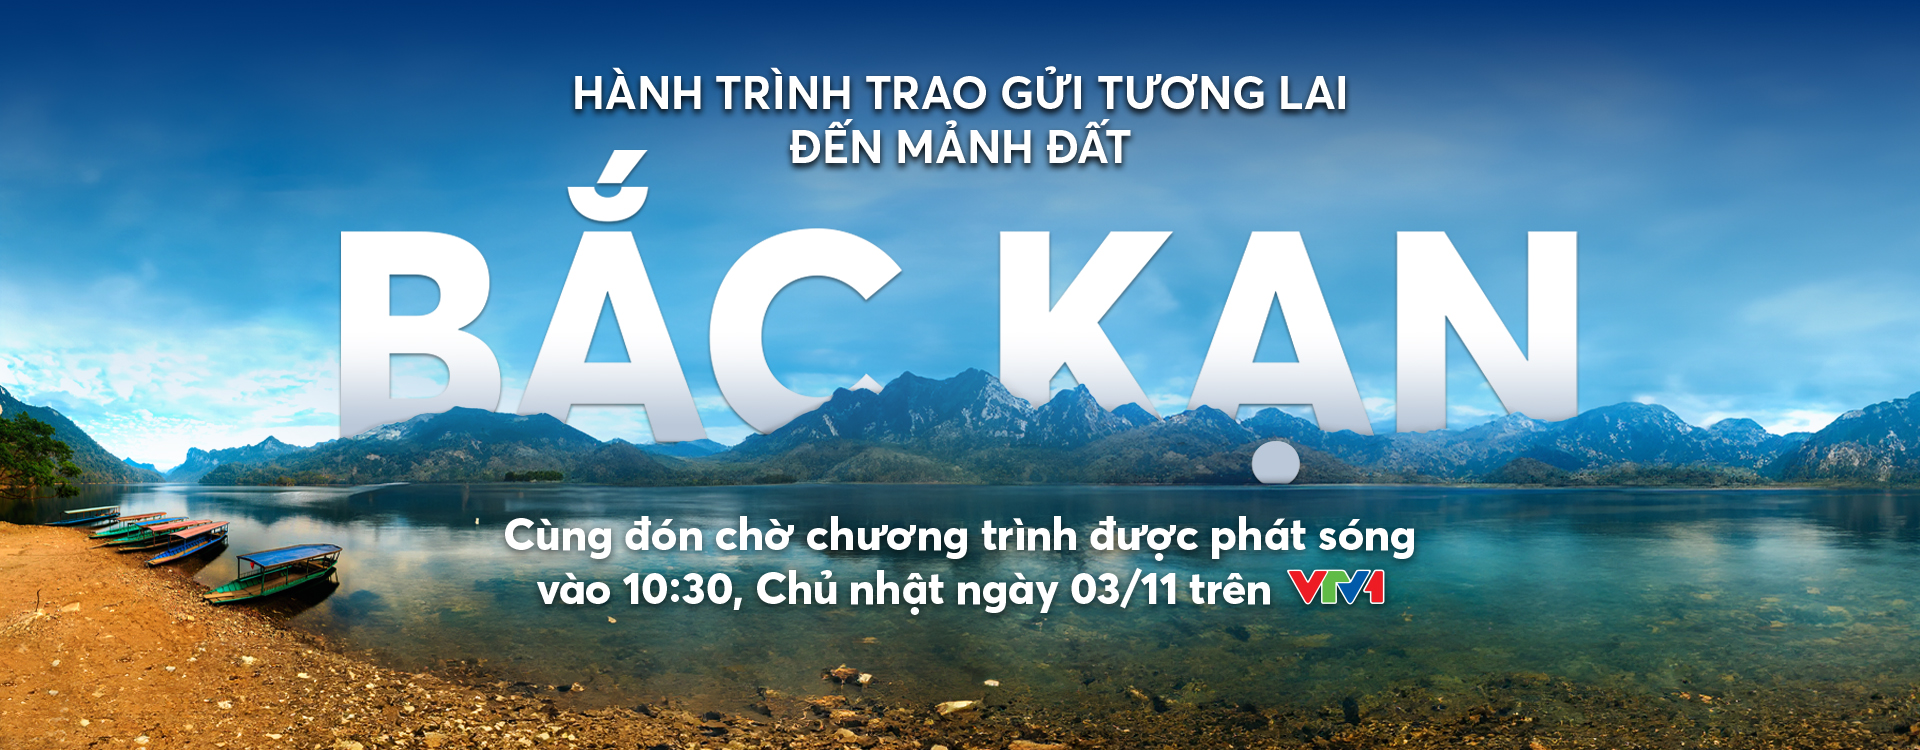 HÀNH TRÌNH TRAO GỬI TƯƠNG LAI
ĐẾN MẢNH ĐẤT
BẮC KẠN
Cùng đón chờ chương trình được phát sóng
vào 10:30, Chủ nhật ngày 03/11 trên VTV1